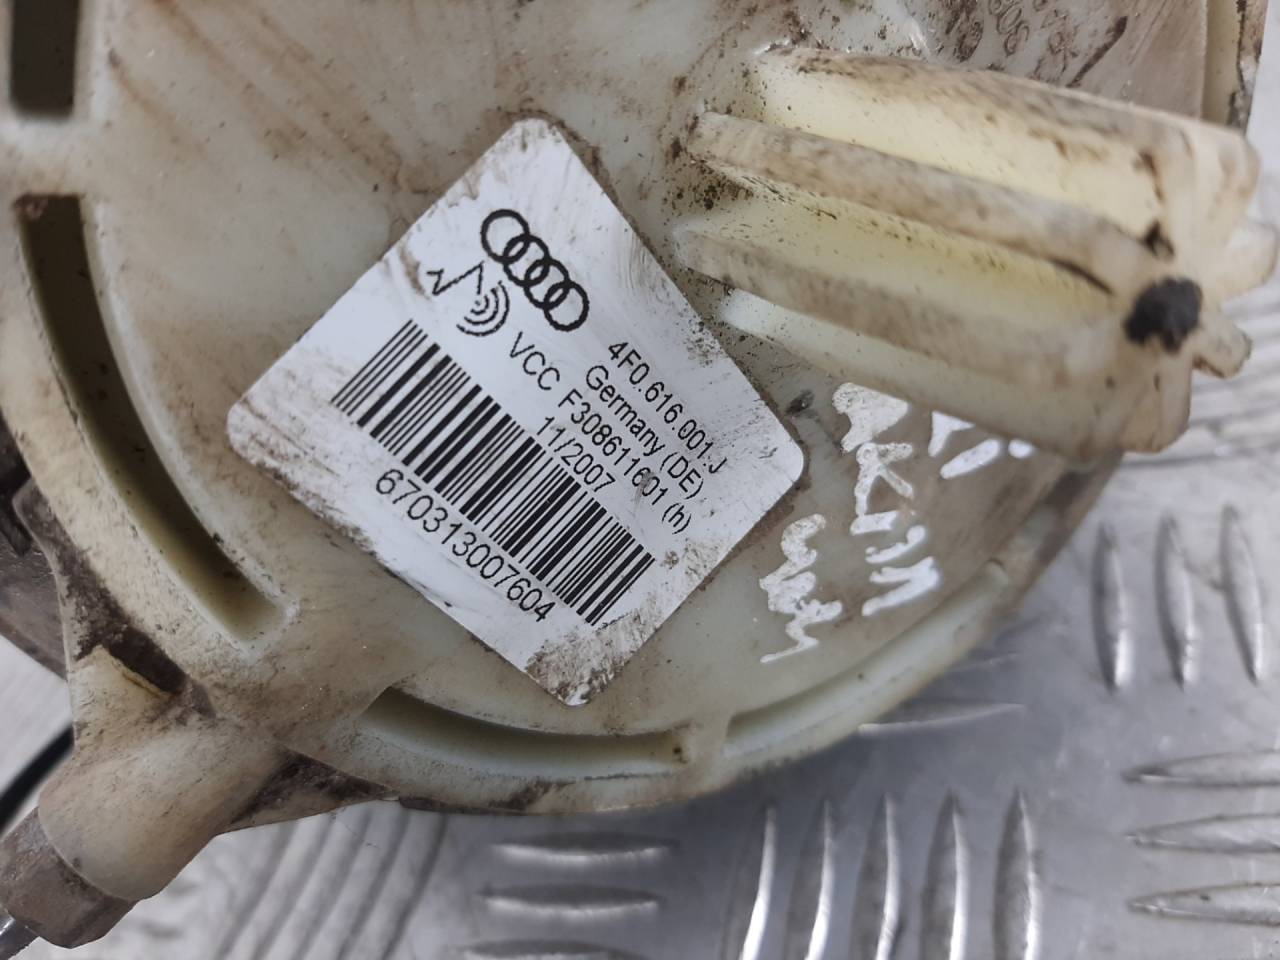 4F0.616.001.J
Germany (DE)
VCC F308611601 (h)
11/2007
670313007604